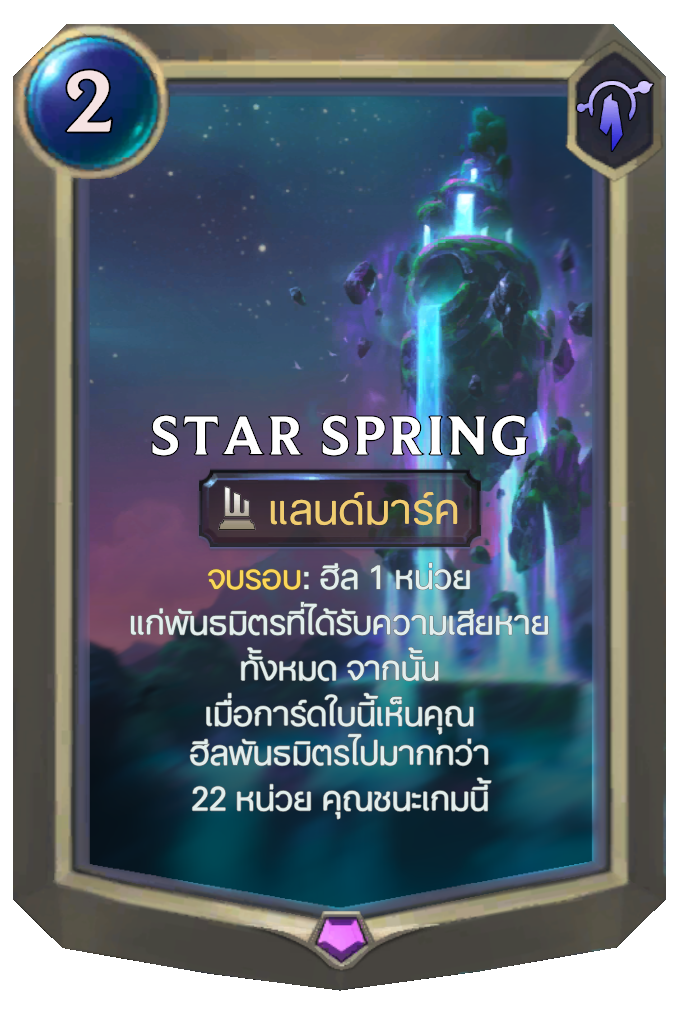 2
STAR SPRING
แลนด์มาร์ค
จบรอบ: ฮีล 1 หน่วย
แก่พันธมิตรที่ได้รับความเสียหาย
ทั้งหมด จากนั้น
เมื่อการ์ดใบนี้เห็นคุณ
ฮีลพันธมิตรไปมากกว่า
22 หน่วย คุณชนะเกมนี้